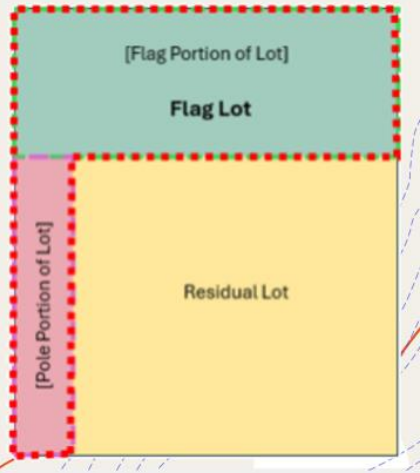 [Flag Portion of Lot]
Flag Lot
[Pole Portion of Lot]
Residual Lot